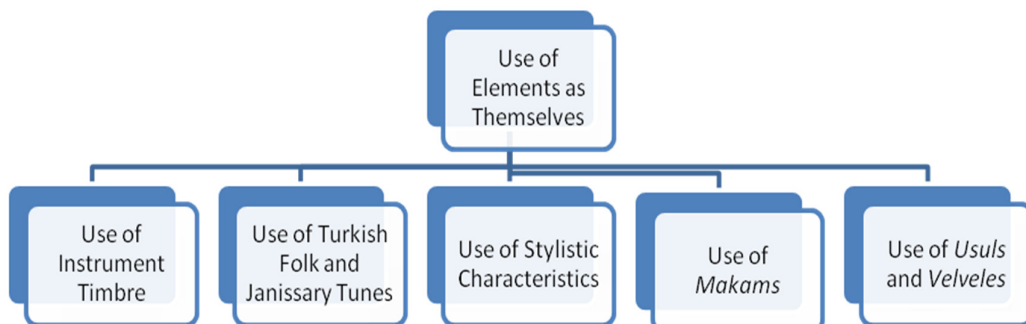 Use of
Elements as
Themselves
Use of
Instrument
Timbre
Use of Turkish
Folk and
Janissary Tunes
Use of Stylistic
Characteristics
Use of
Makams
Use of Usuls
and Velveles